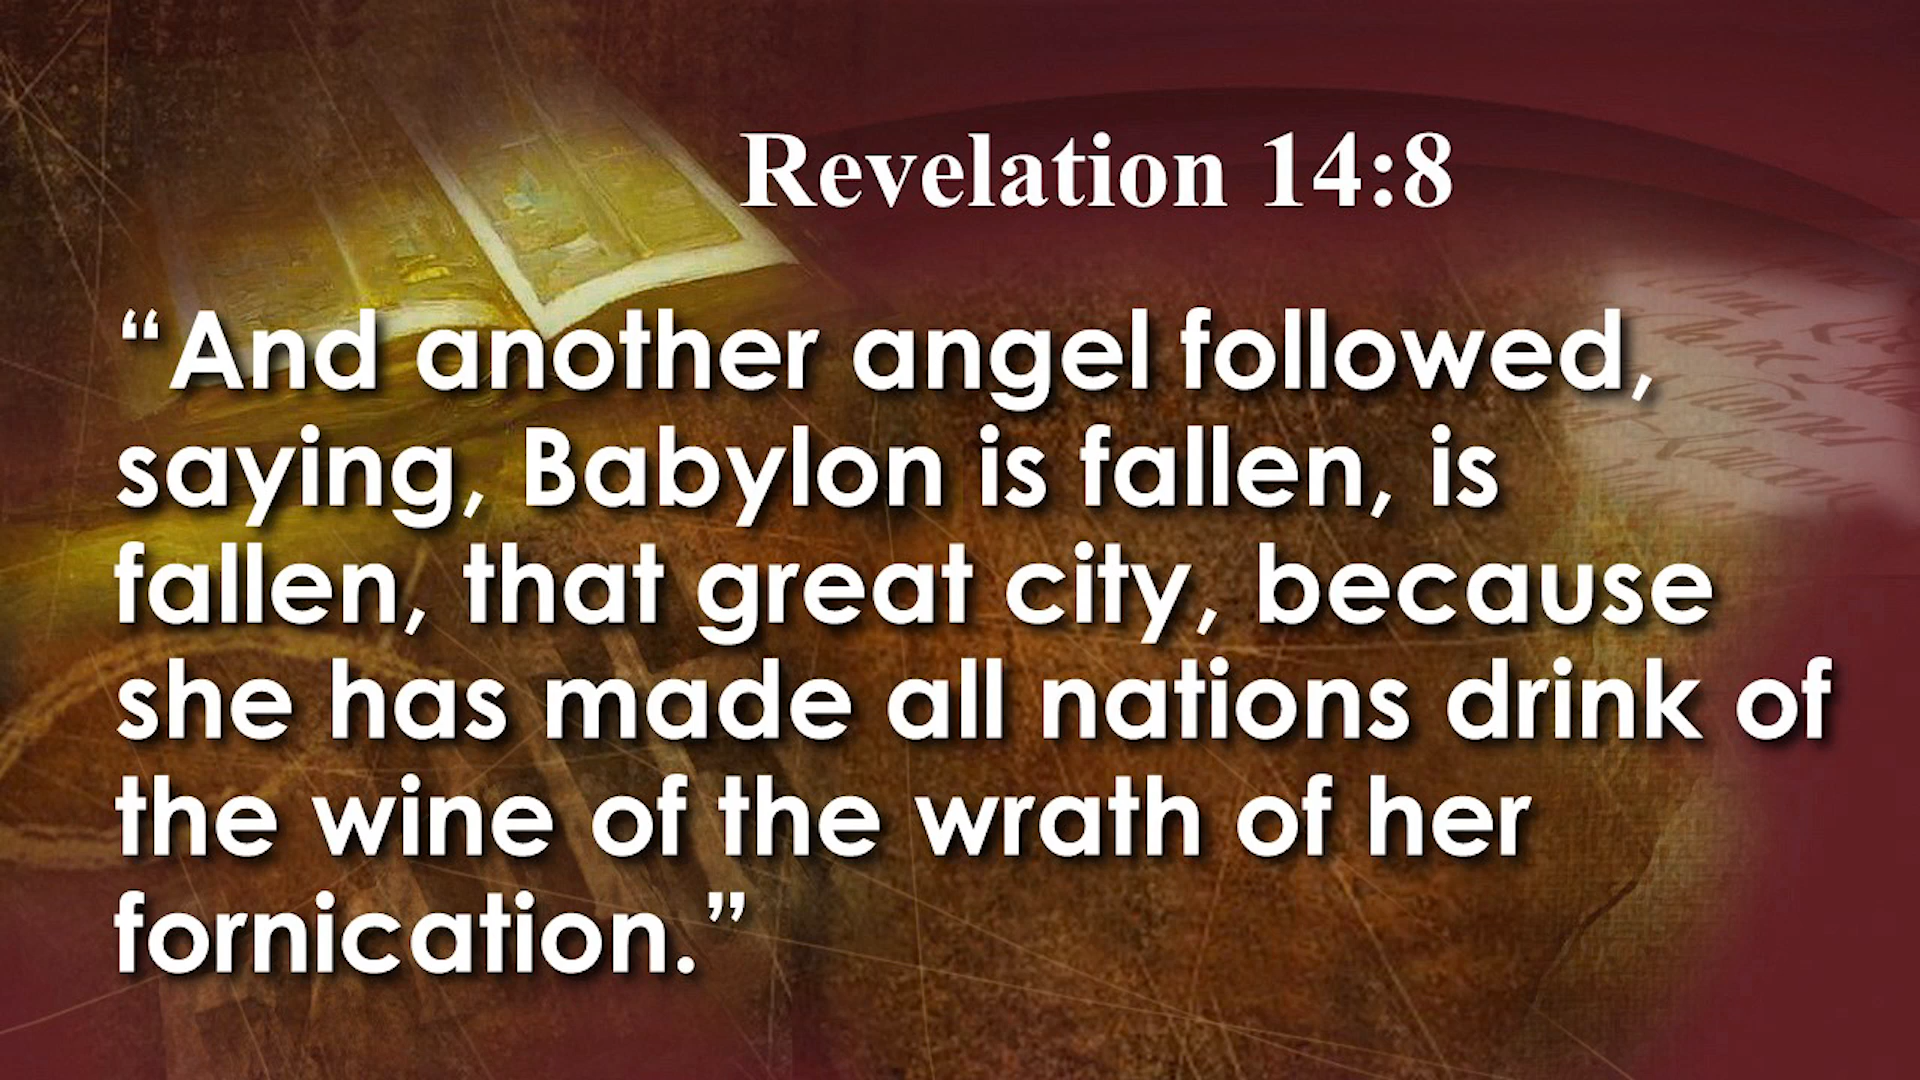 Revelation 14:8
“And another angel followed,
saying, Babylon is fallen, is
fallen, that great city, because
she has made all nations drink of
the wine of the wrath of her
fornication.”